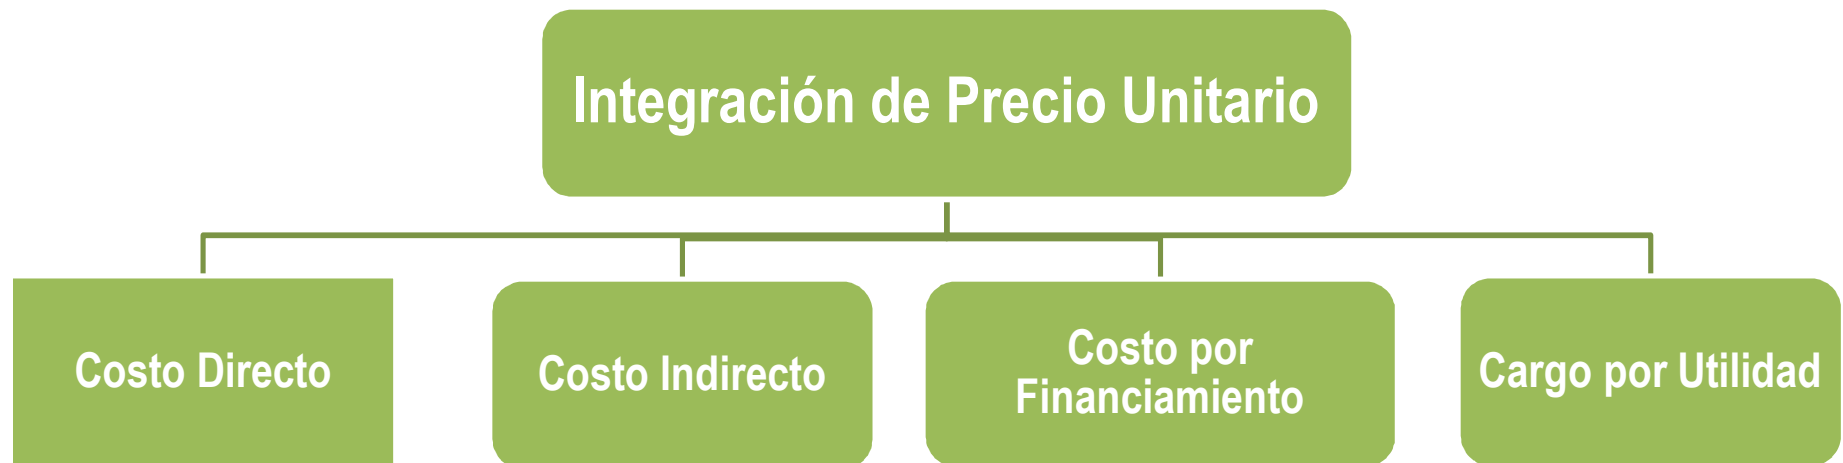 Integración de Precio Unitario
Costo Directo
Costo Indirecto
Costo por
Financiamiento
Cargo por Utilidad